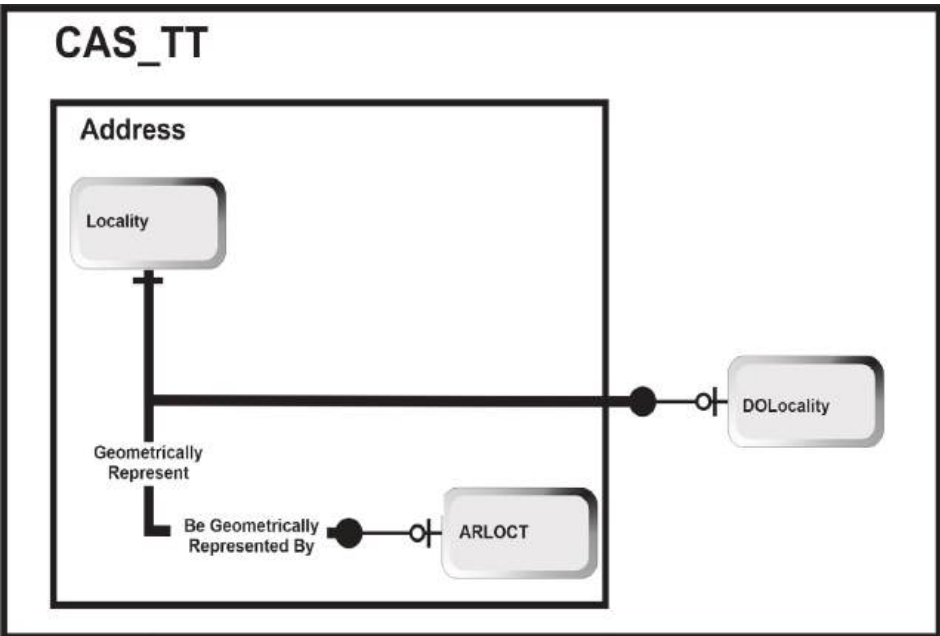 CAS_TT
Address
Locality
DOLocality
Geometrically
Represent
Be Geometrically
Represented By
ARLOCT